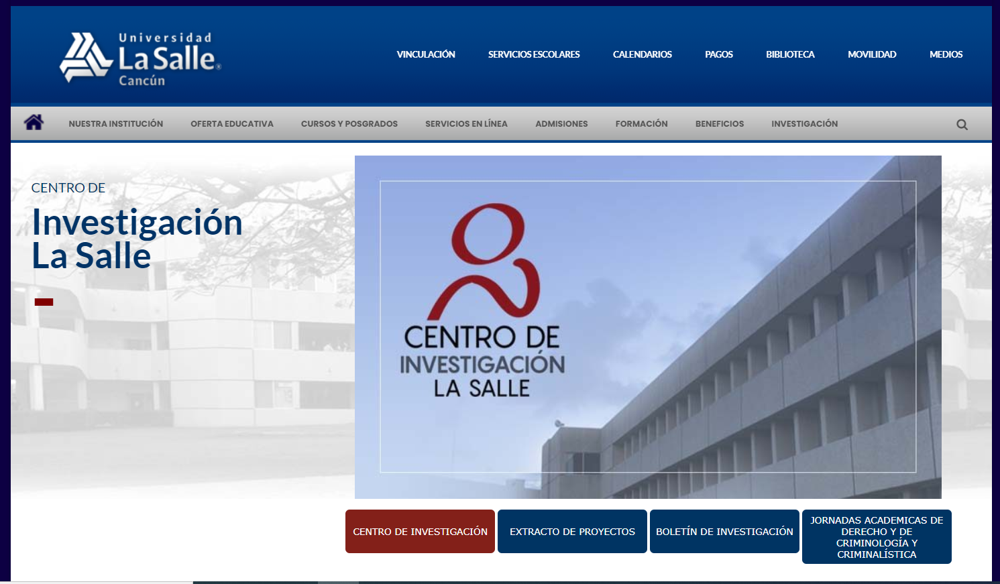 Universidad
La Salle®
Cancún
VINCULACIÓN
SERVICIOS ESCOLARES
CALENDARIOS
PAGOS
BIBLIOTECA
MOVILIDAD
MEDIOS
NUESTRA INSTITUCIÓN
OFERTA EDUCATIVA
CURSOS Y POSGRADOS
SERVICIOS EN LÍNEA
ADMISIONES
FORMACIÓN
BENEFICIOS
INVESTIGACIÓN
CENTRO DE
Investigación
La Salle
CENTRO DE
INVESTIGACIÓN
LA SALLE
CENTRO DE INVESTIGACIÓN
EXTRACTO DE PROYECTOS
BOLETÍN DE INVESTIGACIÓN
JORNADAS ACADEMICAS DE
DERECHO Y DE
CRIMINOLOGÍA Y
CRIMINALÍSTICA